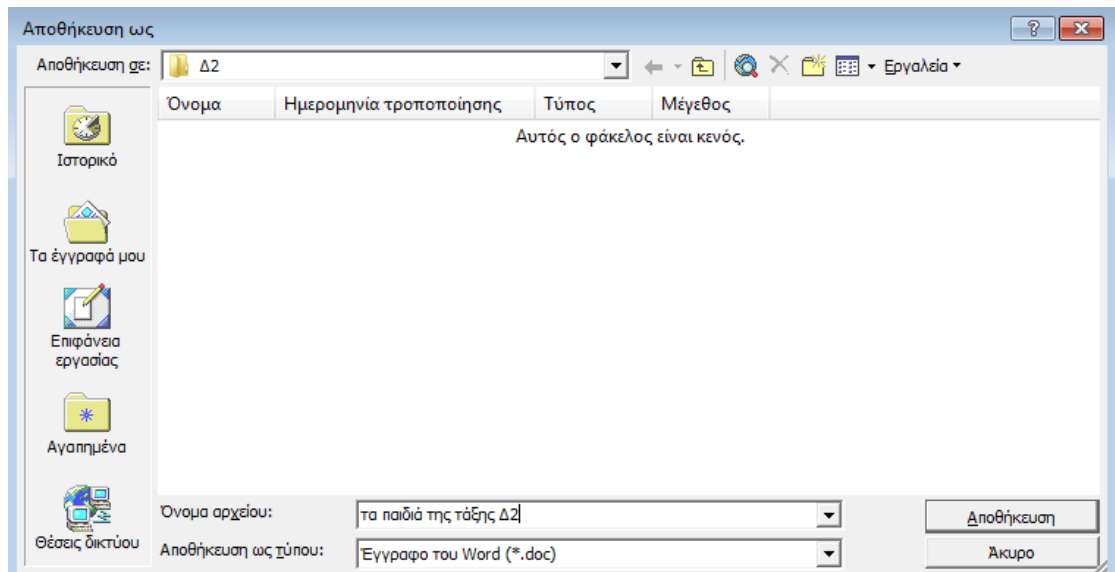 Αποθήκευση ως
Αποθήκευση σε: Δ2 Εργαλεία
Όνομα Ημερομηνία τροποποίησης Τύπος Μέγεθος
Αυτός ο φάκελος είναι κενός.
Ιστορικό
Τα έγγραφά μου
Επιφάνεια
εργασίας
Αγαπημένα
Θέσεις δικτύου
Όνομα αρχείου: τα παιδιά της τάξης Δ2 Αποθήκευση
Αποθήκευση ως τύπου: Έγγραφο του Word (*.doc) Άκυρο